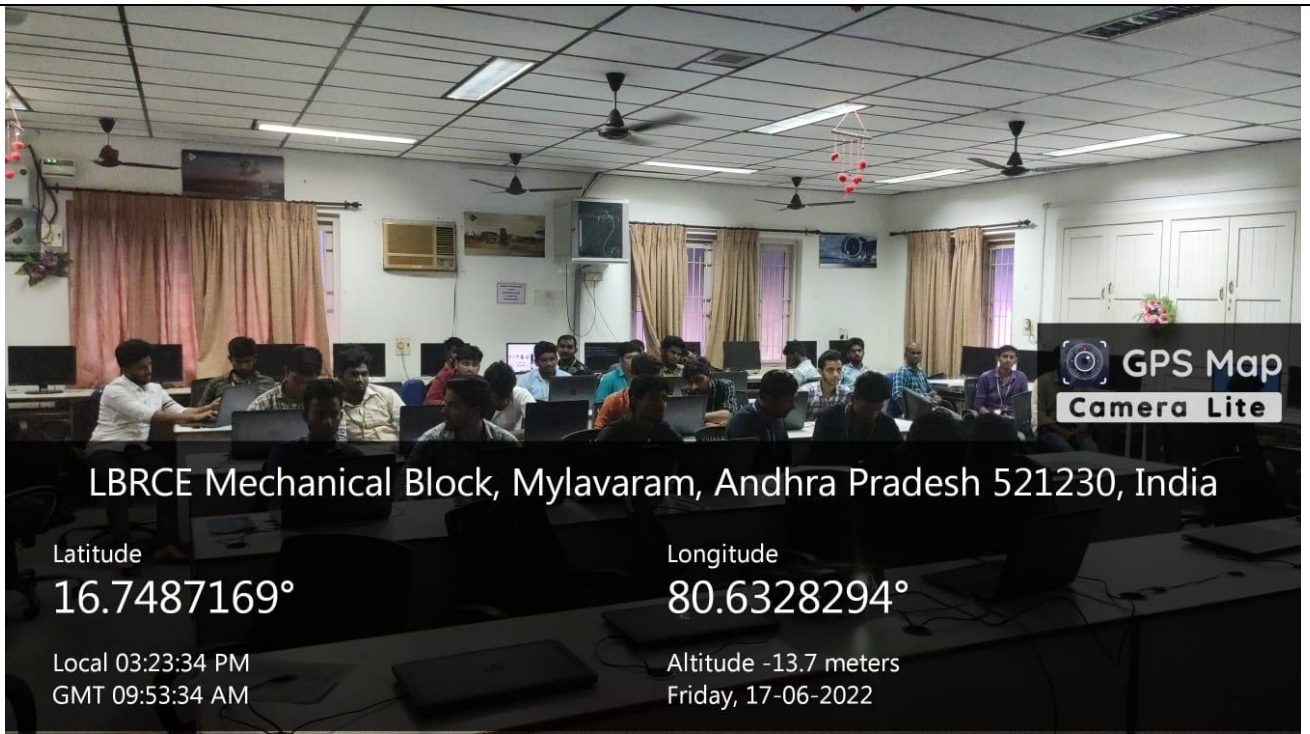 GPS Map
Camera Lite
LBRCE Mechanical Block, Mylavaram, Andhra Pradesh 521230, India
Latitude
16.7487169°
Longitude
80.6328294°
Local 03:23:34 PM
GMT 09:53:34 AM
Altitude -13.7 meters
Friday, 17-06-2022